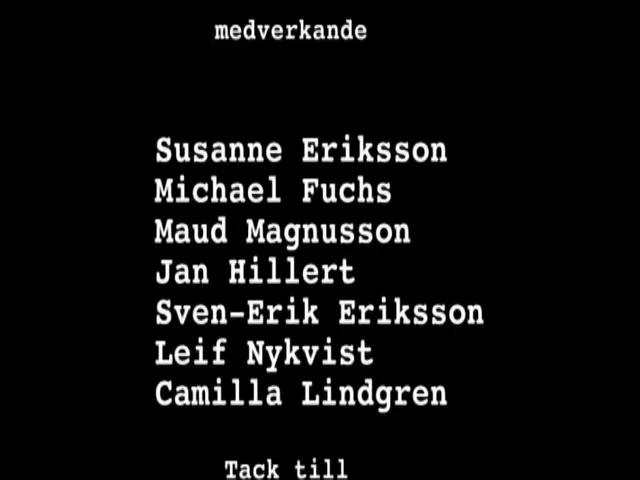 medverkande
Susanne Eriksson
Michael Fuchs
Maud Magnusson
Jan Hillert
Sven-Erik Eriksson
Leif Nykvist
Camilla Lindgren
Tack till